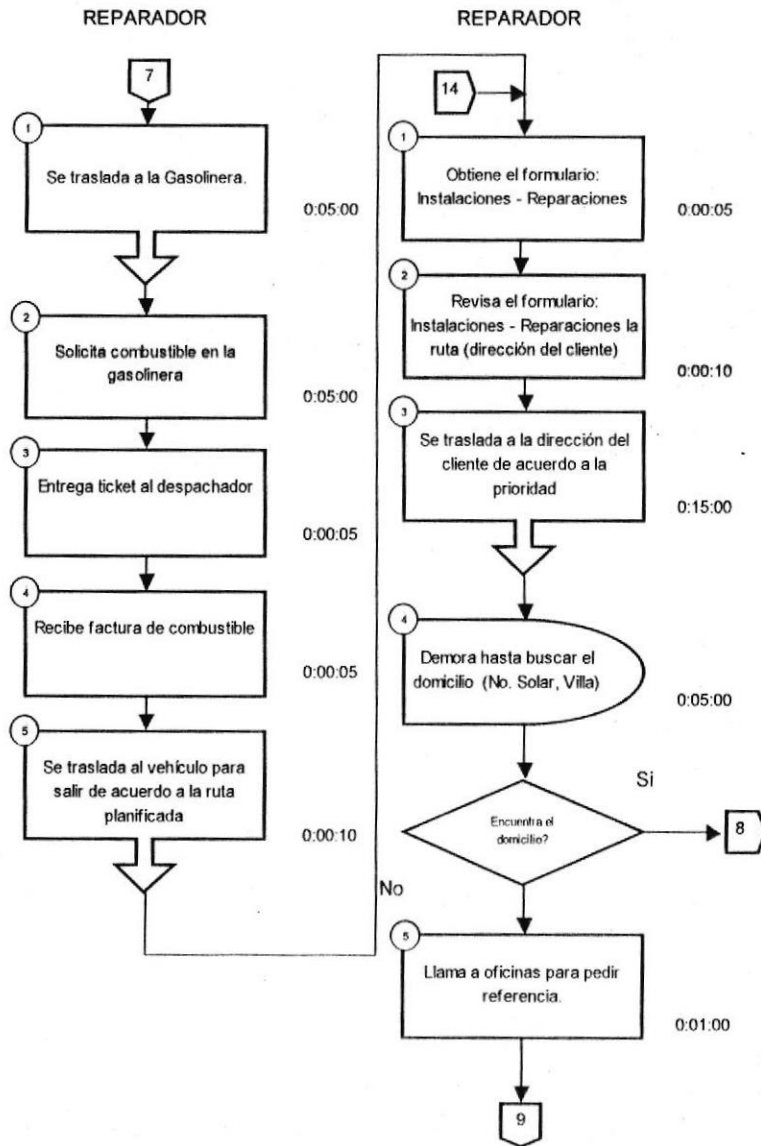 REPARADOR
7
1
Se traslada a la Gasolinera.
0:05:00
2
Solicita combustible en la
gasolinera
0:05:00
3
Entrega ticket al despachador
0:00:05
4
Recibe factura de combustible
0:00:05
5
Se traslada al vehículo para
salir de acuerdo a la ruta
planificada
0:00:10
REPARADOR
14
1
Obtiene el formulario:
Instalaciones - Reparaciones
0:00:05
2
Revisa el formulario:
Instalaciones - Reparaciones la
ruta (dirección del cliente)
0:00:10
3
Se traslada a la dirección del
cliente de acuerdo a la
prioridad
0:15:00
4
Demora hasta buscar el
domicilio (No. Solar, Villa)
0:05:00
Encuentra el
domicilio?
Si
8
No
5
Llama a oficinas para pedir
referencia.
0:01:00
9